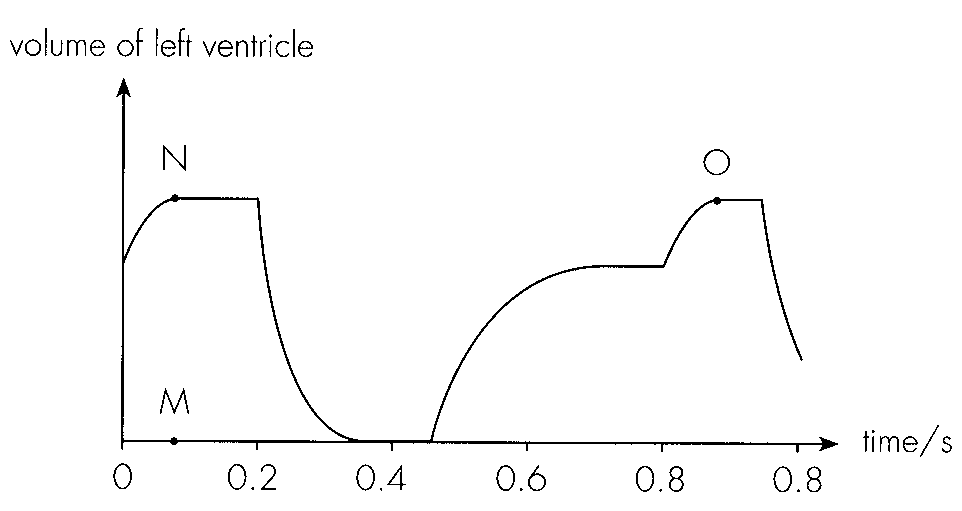 volume of left ventricle
N
O
M
time/s
0 0.2 0.4 0.6 0.8 0.8